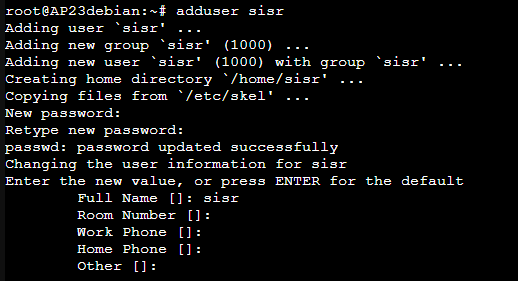 root@AP23debian:~# adduser sisr
Adding user `sisr' ...
Adding new group `sisr' (1000) ...
Adding new user `sisr' (1000) with group `sisr' ...
Creating home directory `/home/sisr' ...
Copying files from `/etc/skel' ...
New password:
Retype new password:
passwd: password updated successfully
Changing the user information for sisr
Enter the new value, or press ENTER for the default
        Full Name []: sisr
        Room Number []:
        Work Phone []:
        Home Phone []:
        Other []: